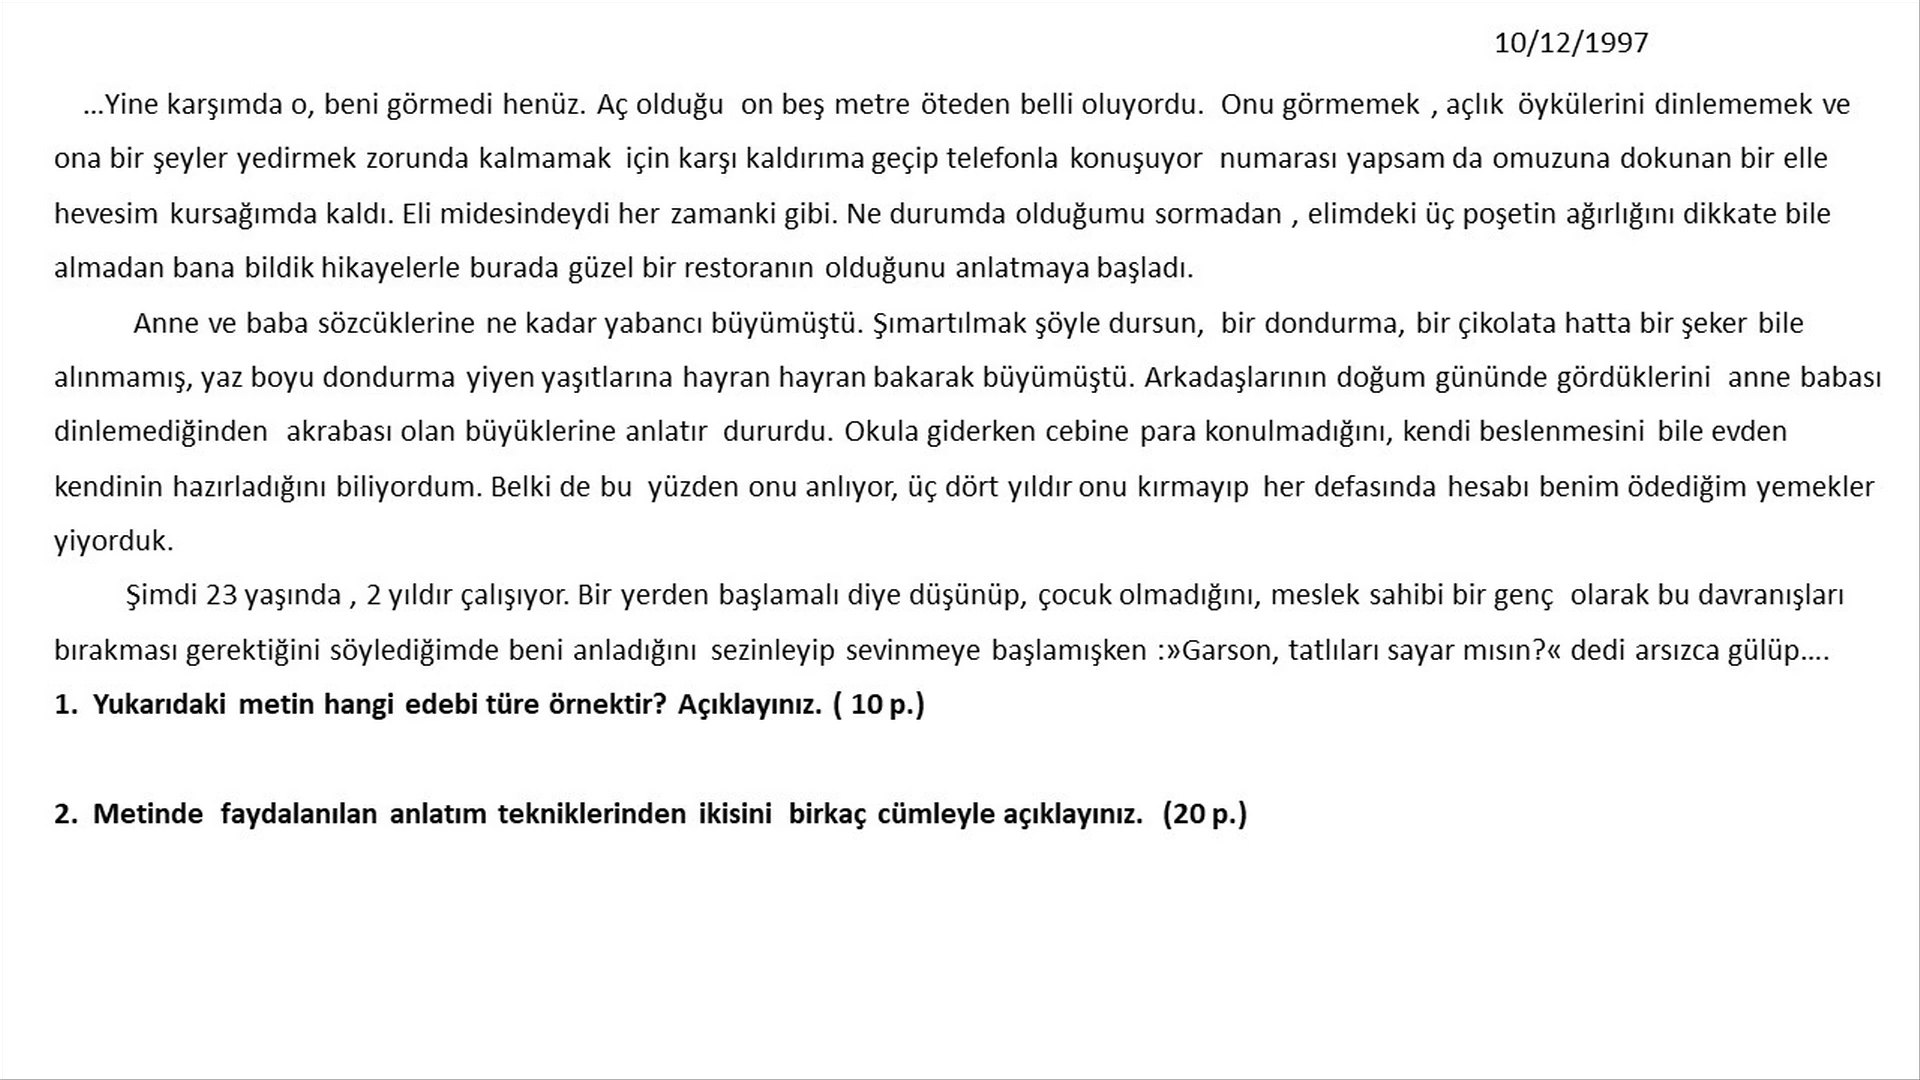 10/12/1997
...Yine karşımda o, beni görmedi henüz. Aç olduğu on beş metre öteden belli oluyordu. Onu görmemek , açlık öykülerini dinlememek ve
ona bir şeyler yedirmek zorunda kalmamak için karşı kaldırıma geçip telefonla konuşuyor numarası yapsam da omuzuna dokunan bir elle
hevesim kursağımda kaldı. Eli midesindeydi her zamanki gibi. Ne durumda olduğumu sormadan , elimdeki üç poşetin ağırlığını dikkate bile
almadan bana bildik hikayelerle burada güzel bir restoranın olduğunu anlatmaya başladı.
Anne ve baba sözcüklerine ne kadar yabancı büyümüştü. Şımartılmak şöyle dursun, bir dondurma, bir çikolata hatta bir şeker bile
alınmamış, yaz boyu dondurma yiyen yaşıtlarına hayran hayran bakarak büyümüştü. Arkadaşlarının doğum gününde gördüklerini anne babası
dinlemediğinden akrabası olan büyüklerine anlatır dururdu. Okula giderken cebine para konulmadığını, kendi beslenmesini bile evden
kendinin hazırladığını biliyordum. Belki de bu yüzden onu anlıyor, üç dört yıldır onu kırmayıp her defasında hesabı benim ödediğim yemekler
yiyorduk.
Şimdi 23 yaşında , 2 yıldır çalışıyor. Bir yerden başlamalı diye düşünüp, çocuk olmadığını, meslek sahibi bir genç olarak bu davranışları
bırakması gerektiğini söylediğimde beni anladığını sezinleyip sevinmeye başlamışken :»Garson, tatlıları sayar mısın?« dedi arsızca gülüp....
1. Yukarıdaki metin hangi edebi türe örnektir? Açıklayınız. ( 10 p.)
2. Metinde faydalanılan anlatım tekniklerinden ikisini birkaç cümleyle açıklayınız. (20 p.)